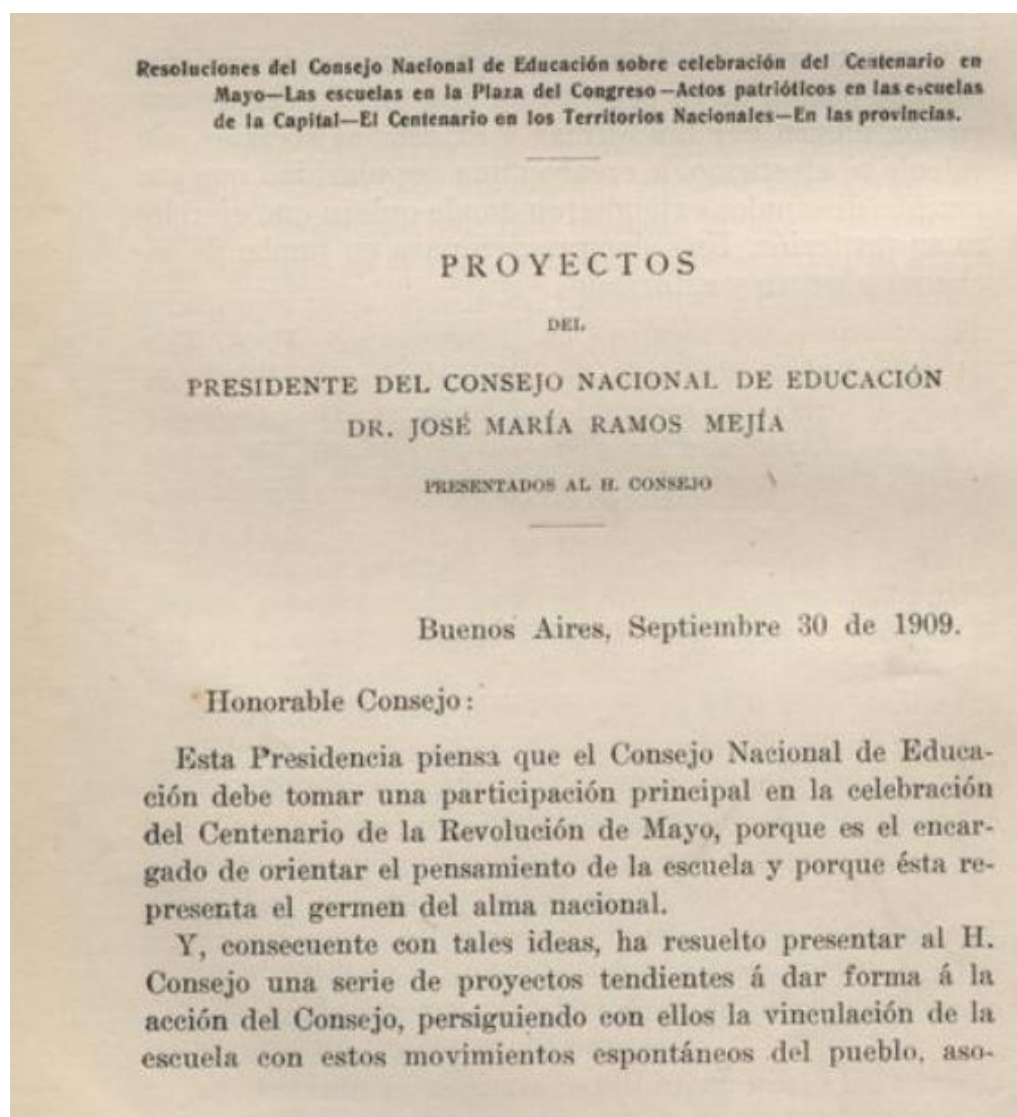 Resoluciones del Consejo Nacional de Educación sobre celebración del Centenario en
Mayo—Las escuelas en la Plaza del Congreso—Actos patrióticos en las escuelas
de la Capital—El Centenario en los Territorios Nacionales—En las provincias.
PROYECTOS
DEL
PRESIDENTE DEL CONSEJO NACIONAL DE EDUCACIÓN
DR. JOSÉ MARÍA RAMOS MEJÍA
PRESENTADOS AL H. CONSEJO
Buenos Aires, Septiembre 30 de 1909.
Honorable Consejo:
Esta Presidencia piensa que el Consejo Nacional de Educa-
ción debe tomar una participación principal en la celebración
del Centenario de la Revolución de Mayo, porque es el encar-
gado de orientar el pensamiento de la escuela y porque ésta re-
presenta el germen del alma nacional.
Y, consecuente con tales ideas, ha resuelto presentar al H.
Consejo una serie de proyectos tendientes á dar forma á la
acción del Consejo, persiguiendo con ellos la vinculación de la
escuela con estos movimientos espontáneos del pueblo, aso-